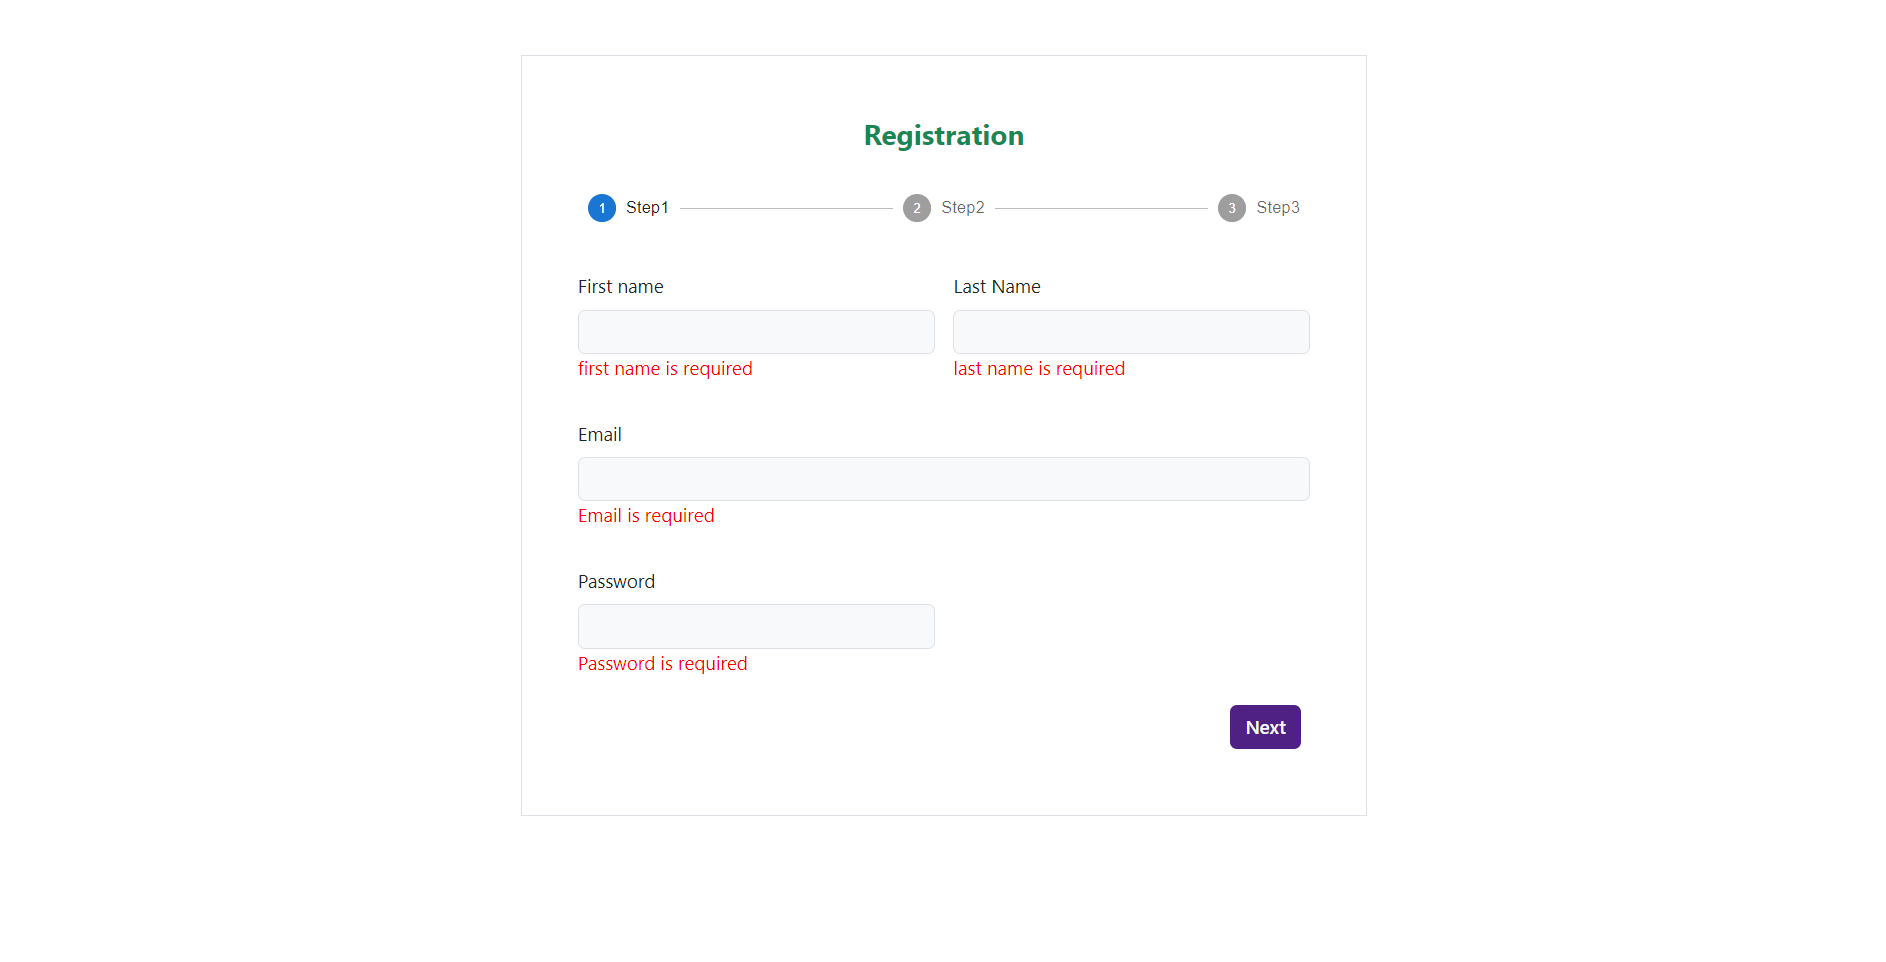 Registration
1 Step1 2 Step2 3 Step3
First name Last Name
first name is required last name is required
Email
Email is required
Password
Password is required
Next